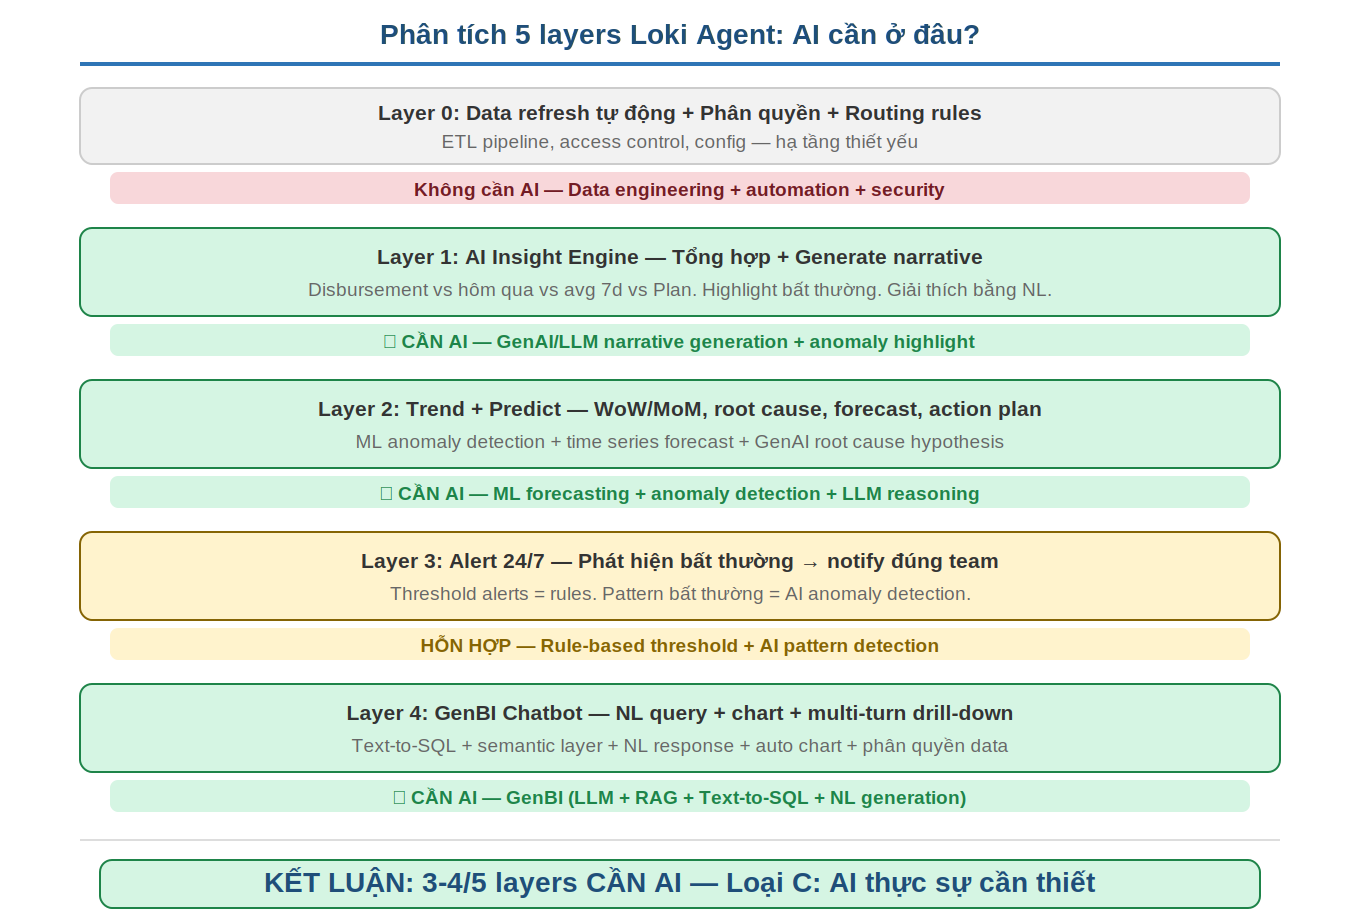 Phân tích 5 layers Loki Agent: AI cần ở đâu?
Layer 0: Data refresh tự động + Phân quyền + Routing rules
ETL pipeline, access control, config — hạ tầng thiết yếu
Không cần AI — Data engineering + automation + security
Layer 1: AI Insight Engine — Tổng hợp + Generate narrative
Disbursement vs hôm qua vs avg 7d vs Plan. Highlight bất thường. Giải thích bằng NL.
CẦN AI — GenAI/LLM narrative generation + anomaly highlight
Layer 2: Trend + Predict — WoW/MoM, root cause, forecast, action plan
ML anomaly detection + time series forecast + GenAI root cause hypothesis
CẦN AI — ML forecasting + anomaly detection + LLM reasoning
Layer 3: Alert 24/7 — Phát hiện bất thường → notify đúng team
Threshold alerts = rules. Pattern bất thường = AI anomaly detection.
HỖN HỢP — Rule-based threshold + AI pattern detection
Layer 4: GenBI Chatbot — NL query + chart + multi-turn drill-down
Text-to-SQL + semantic layer + NL response + auto chart + phân quyền data
CẦN AI — GenBI (LLM + RAG + Text-to-SQL + NL generation)
KẾT LUẬN: 3-4/5 layers CẦN AI — Loại C: AI thực sự cần thiết